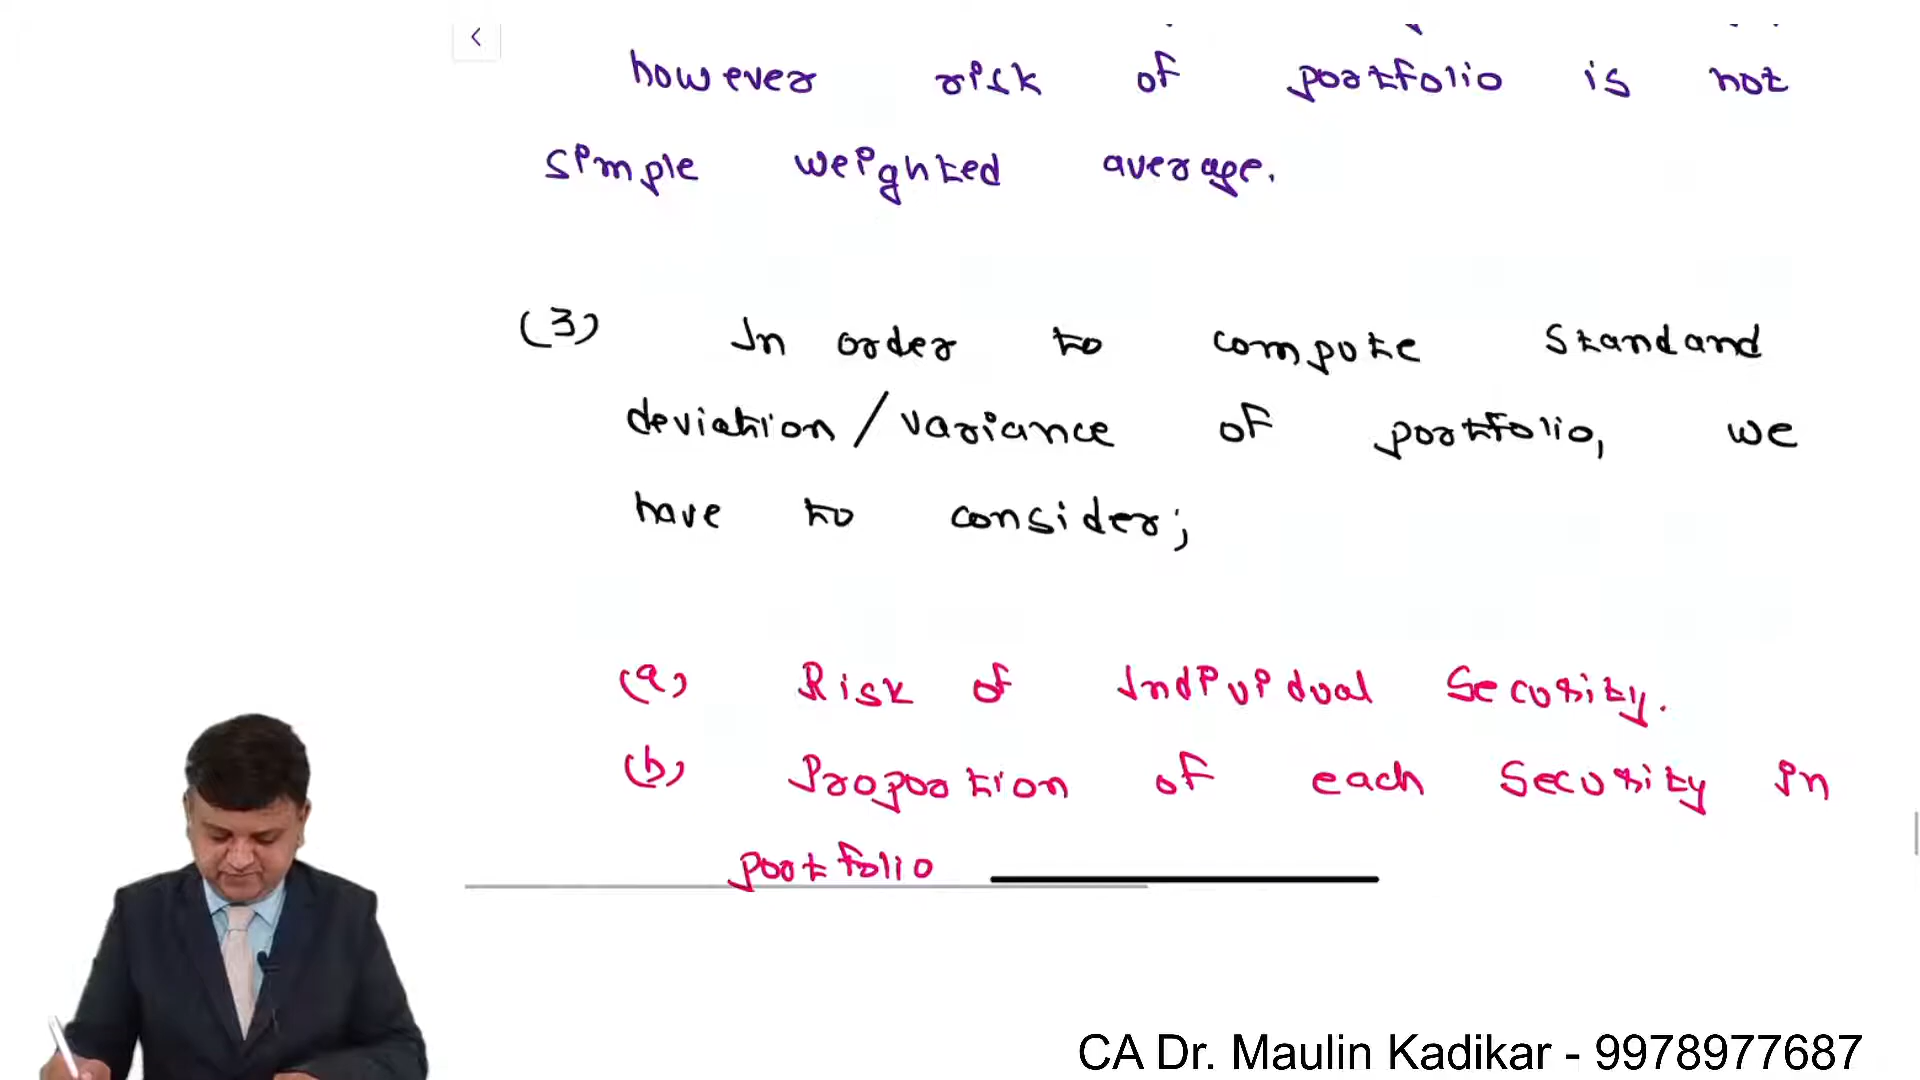 however risk of portfolio is not
simple weighted average.
(3) In order to compute Standard
deviation/variance of portfolio, we
have to consider;
(a) Risk of Individual Security.
(b) Proportion of each Security in
portfolio
CA Dr. Maulin Kadikar - 9978977687